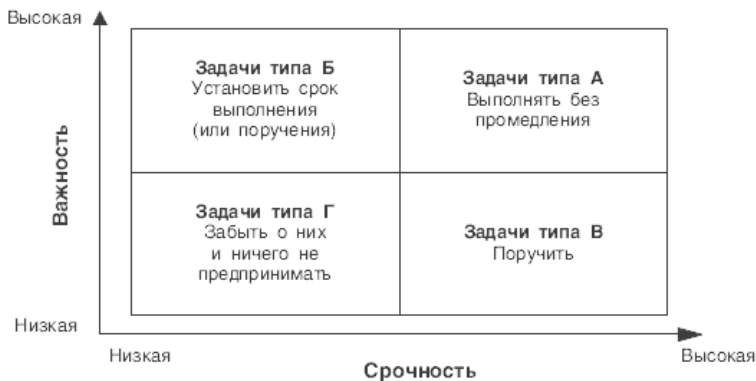 Высокая
Задачи типа Б
Установить срок
выполнения
(или поручения)
Задачи типа А
Выполнять без
промедления
Важность
Задачи типа Г
Забыть о них
и ничего не
предпринимать
Задачи типа В
Поручить
Низкая
Низкая
Срочность
Высокая